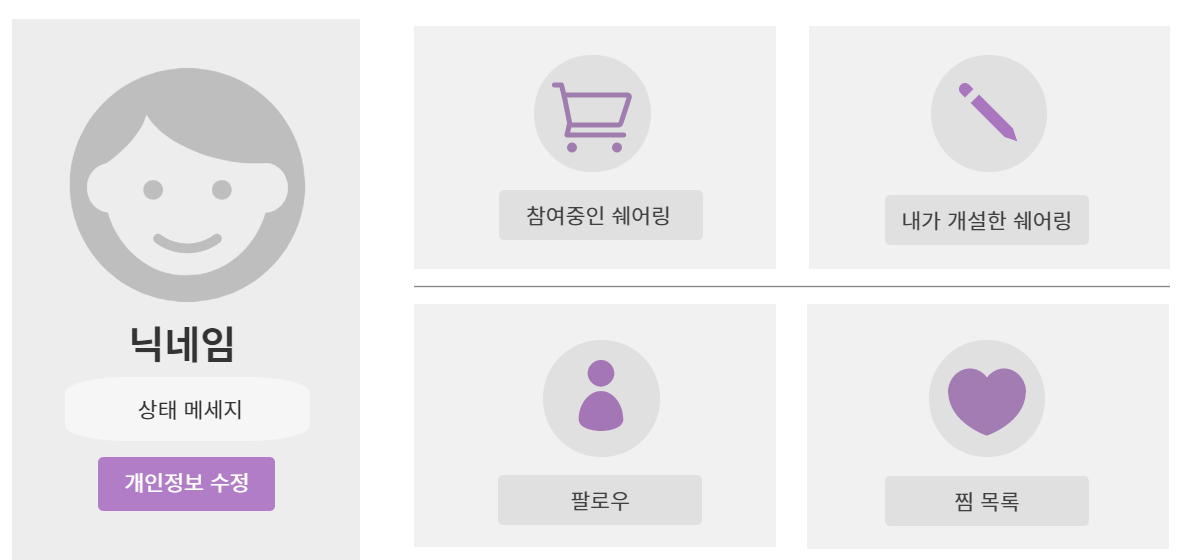 닉네임
상태 메세지
개인정보 수정
참여중인 쉐어링
내가 개설한 쉐어링
팔로우
찜 목록